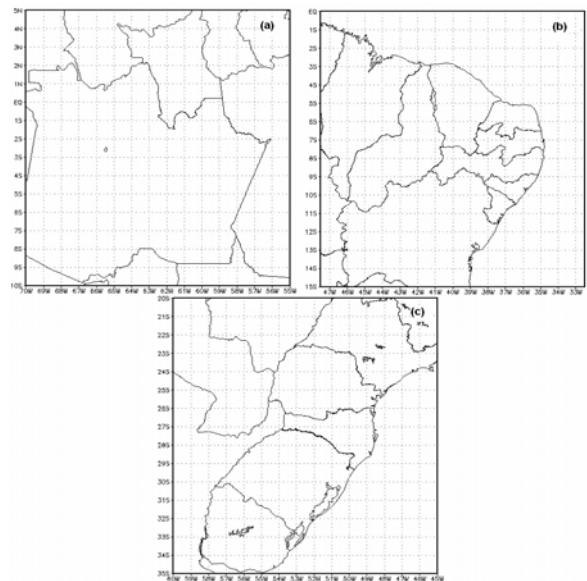 (a)
5N
4N
3N
2N
1N
EQ
1S
2S
3S
4S
5S
6S
7S
8S
9S
10S
70W 69W 68W 67W 66W 65W 64W 63W 62W 61W 60W 59W 58W 57W 56W 55W
(b)
EQ
1S
2S
3S
4S
5S
6S
7S
8S
9S
10S
11S
12S
13S
14S
15S
47W 46W 45W 44W 43W 42W 41W 40W 39W 38W 37W 36W 35W 34W 33W
(c)
20S
21S
22S
23S
24S
25S
26S
27S
28S
29S
30S
31S
32S
33S
34S
35S
60W 59W 58W 57W 56W 55W 54W 53W 52W 51W 50W 49W 48W 47W 46W 45W